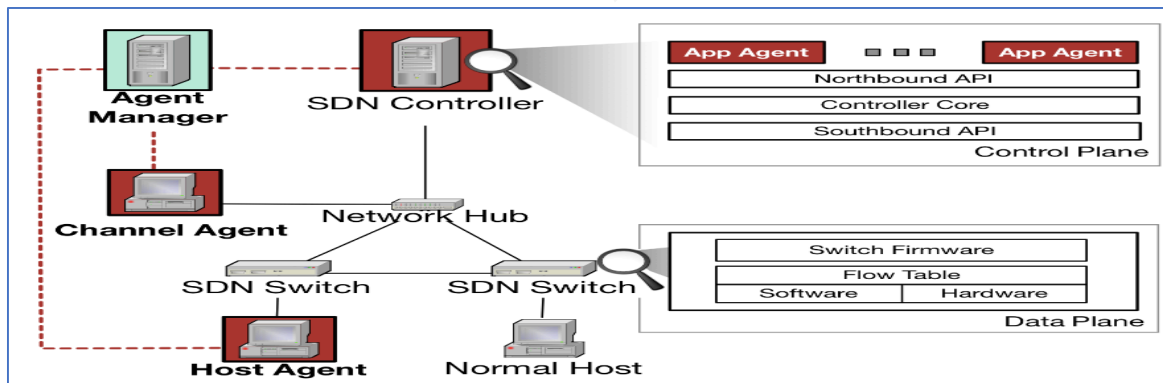 Agent
Manager
SDN Controller
App Agent
App Agent
Northbound API
Controller Core
Southbound API
Control Plane
Channel Agent
Network Hub
SDN Switch
SDN Switch
Host Agent
Normal Host
Switch Firmware
Flow Table
Software
Hardware
Data Plane